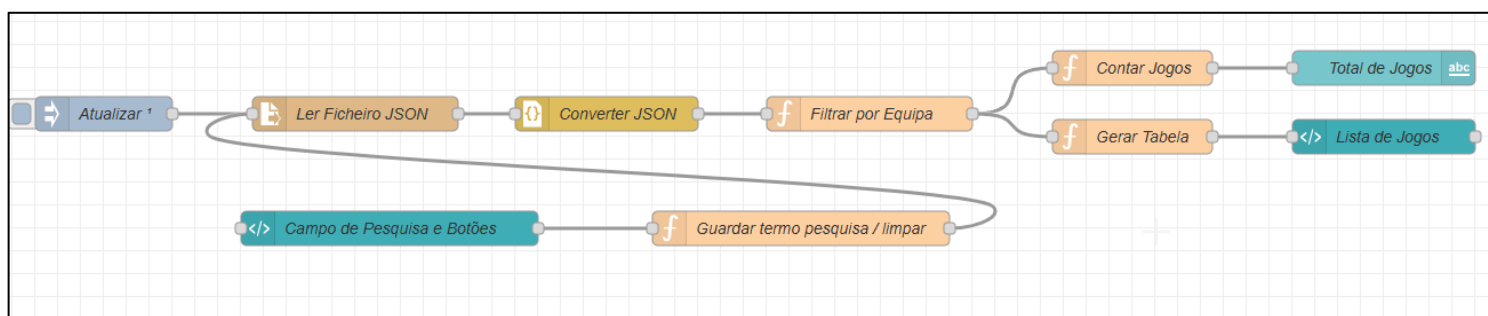 Contar Jogos
Total de Jogos
abc
Atualizar ¹
Ler Ficheiro JSON
{}
Converter JSON
Filtrar por Equipa
Gerar Tabela
</>
Lista de Jogos
</>
Campo de Pesquisa e Botões
Guardar termo pesquisa / limpar